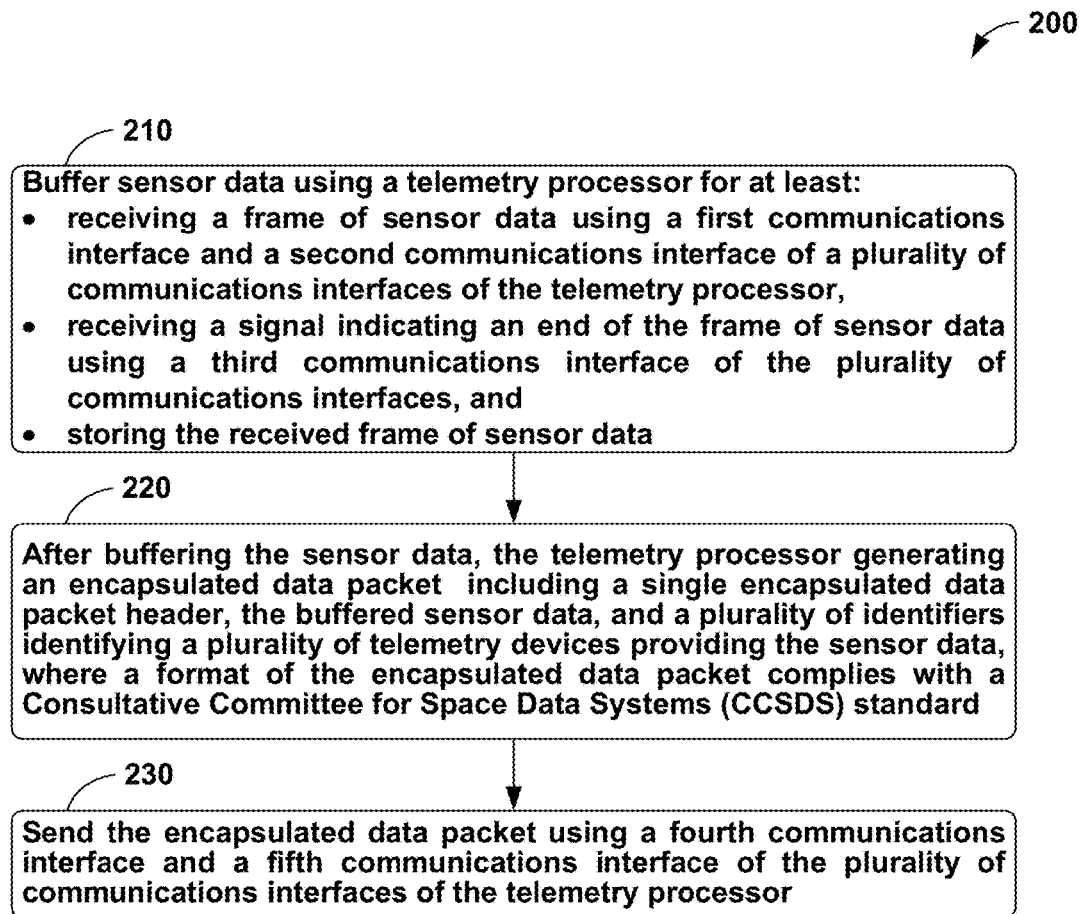 200
210
Buffer sensor data using a telemetry processor for at least:
• receiving a frame of sensor data using a first communications
interface and a second communications interface of a plurality of
communications interfaces of the telemetry processor,
• receiving a signal indicating an end of the frame of sensor data
using a third communications interface of the plurality of
communications interfaces, and
• storing the received frame of sensor data
220
After buffering the sensor data, the telemetry processor generating
an encapsulated data packet including a single encapsulated data
packet header, the buffered sensor data, and a plurality of identifiers
identifying a plurality of telemetry devices providing the sensor data,
where a format of the encapsulated data packet complies with a
Consultative Committee for Space Data Systems (CCSDS) standard
230
Send the encapsulated data packet using a fourth communications
interface and a fifth communications interface of the plurality of
communications interfaces of the telemetry processor